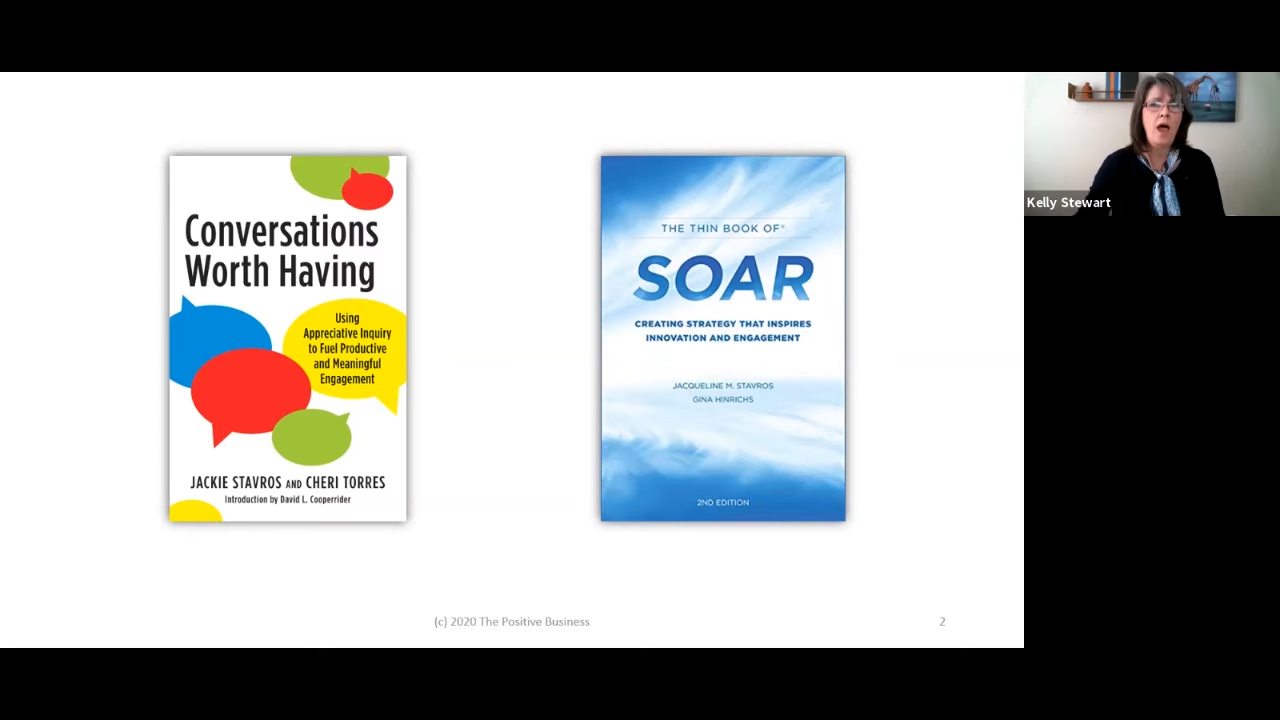 Conversations
Worth Having
Using
Appreciative Inquiry
to Fuel Productive
and Meaningful
Engagement
JACKIE STAVROS AND CHERI TORRES
Introduction by David L. Cooperrider
THE THIN BOOK OF®
SOAR
CREATING STRATEGY THAT INSPIRES
INNOVATION AND ENGAGEMENT
JACQUELINE M. STAVROS
GINA HINRICHS
2ND EDITION
Kelly Stewart
(c) 2020 The Positive Business
2